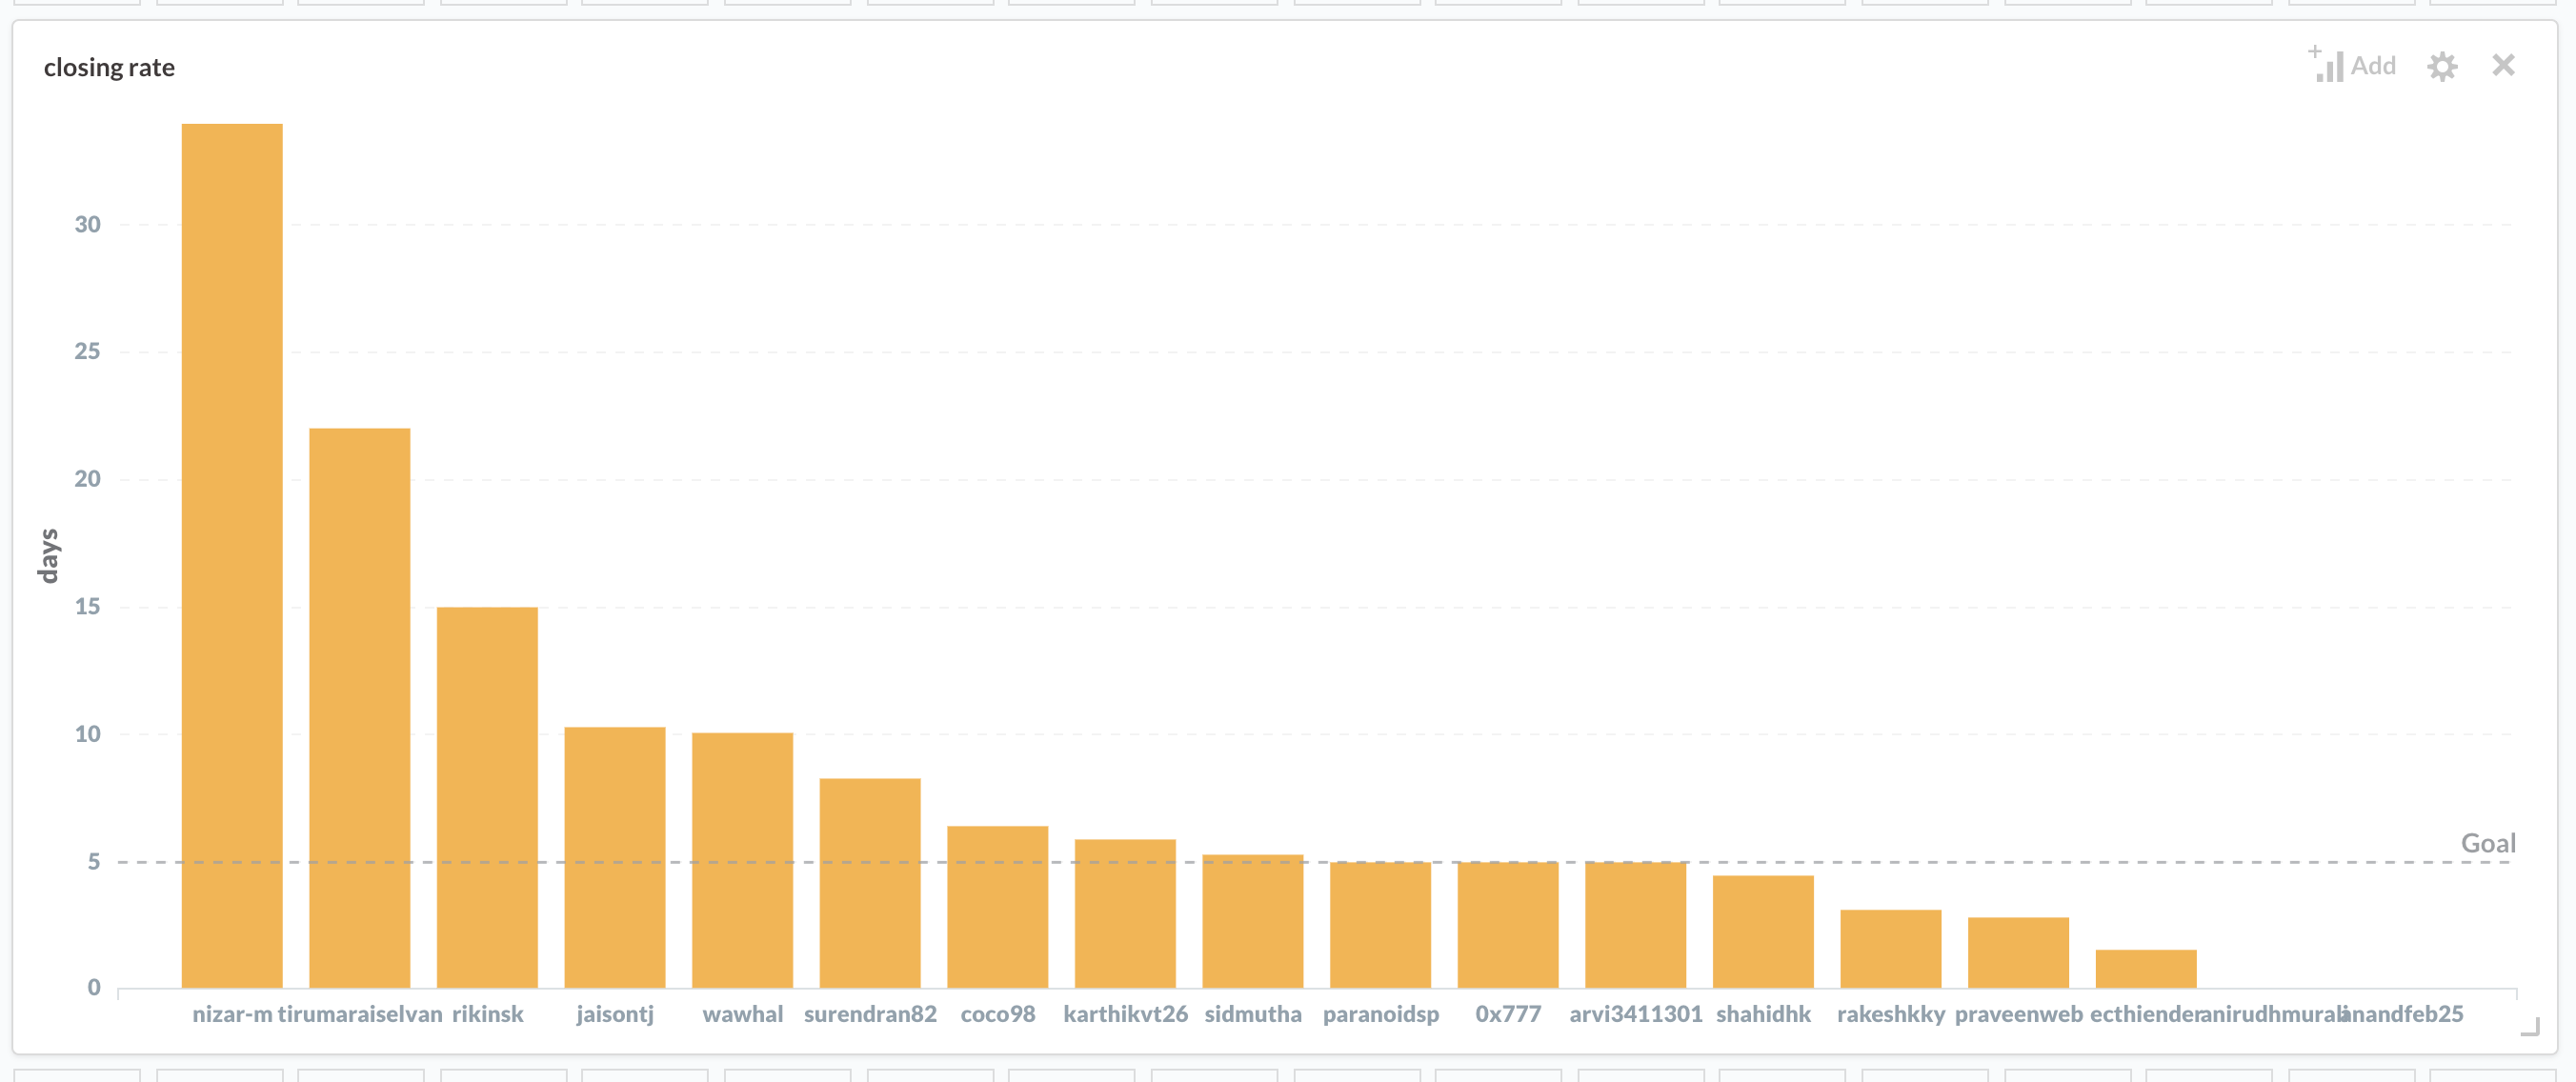 closing rate
Add
30
25
20
15
10
5
0
days
Goal
nizar-m tirumaraiselvan rikinsk jaisontj wawhal surendran82 coco98 karthikvt26 sidmutha paranoidsp 0x777 arvi3411301 shahidhk rakeshkky praveenweb ecthiender anirudhmurali anandfeb25